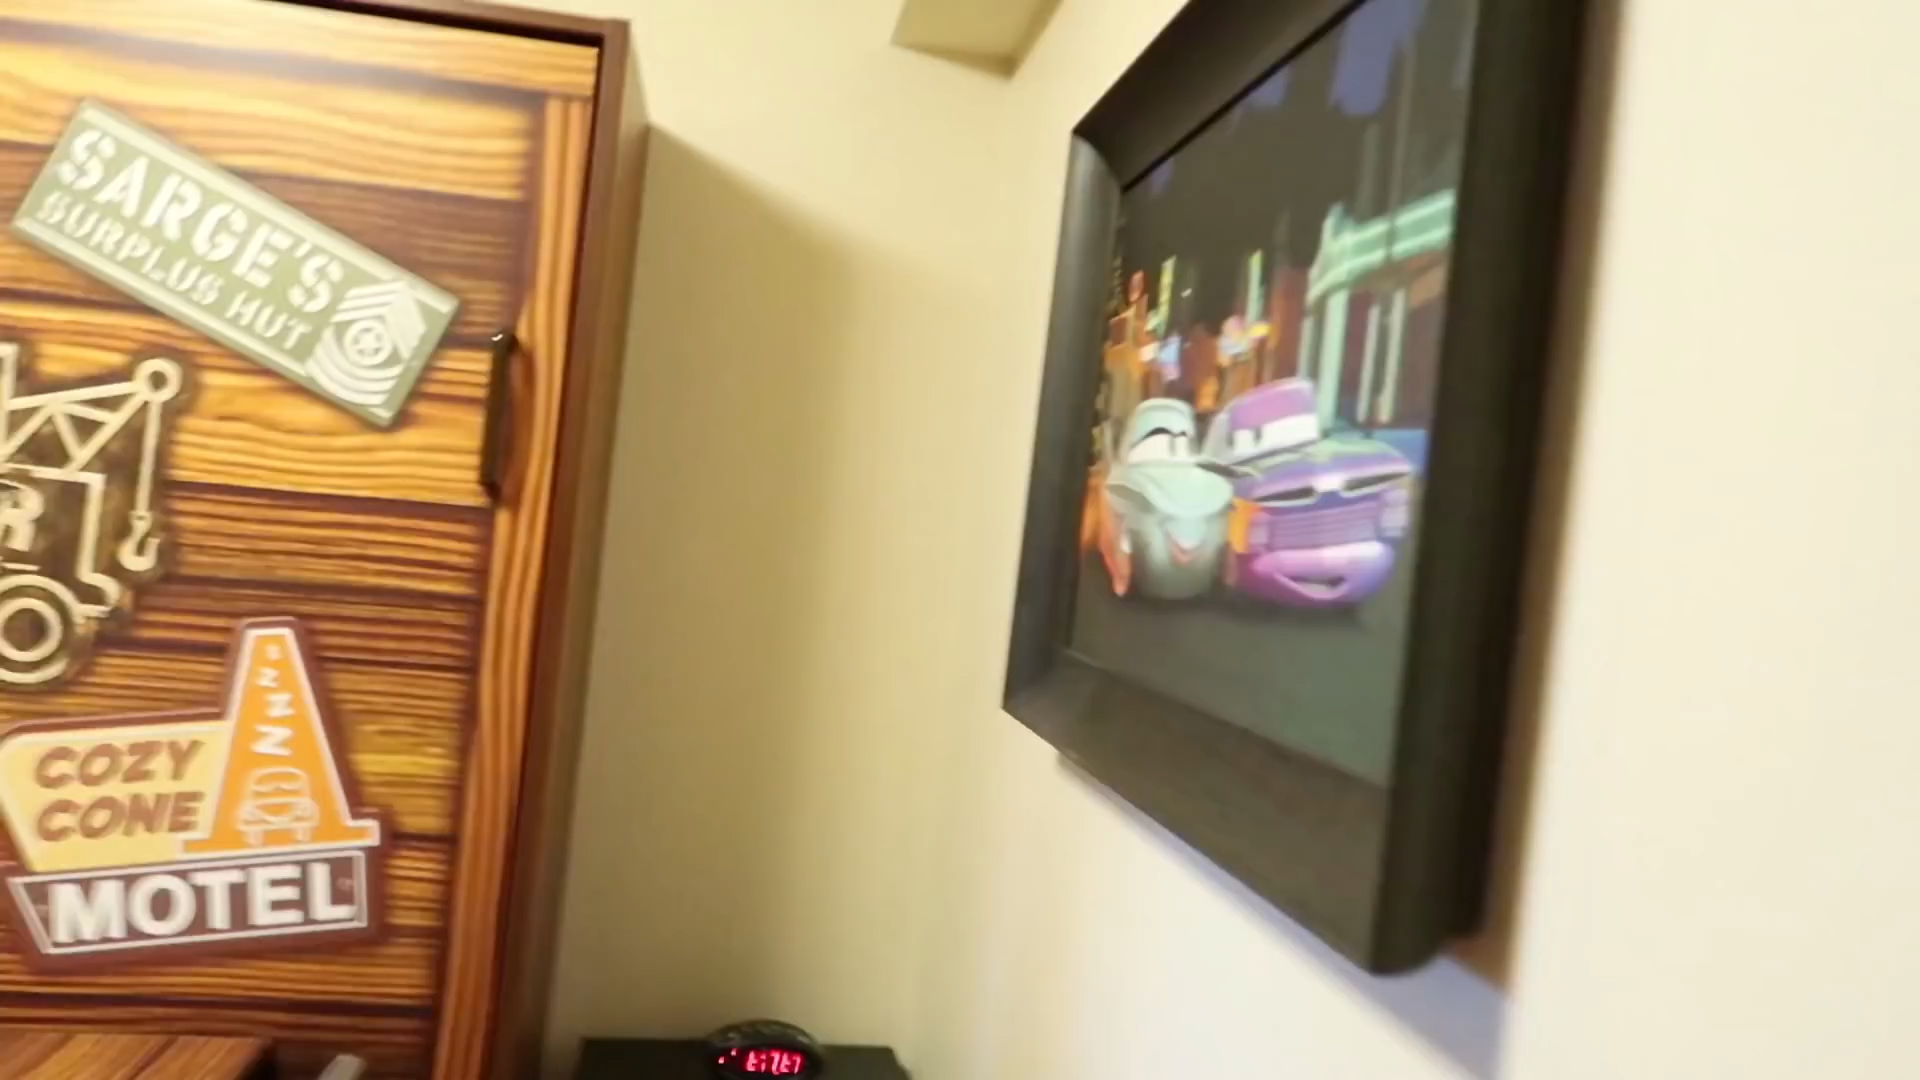 SARGE'S
SURPLUS HUT
COZY
CONE
Z Z Z Z
MOTEL